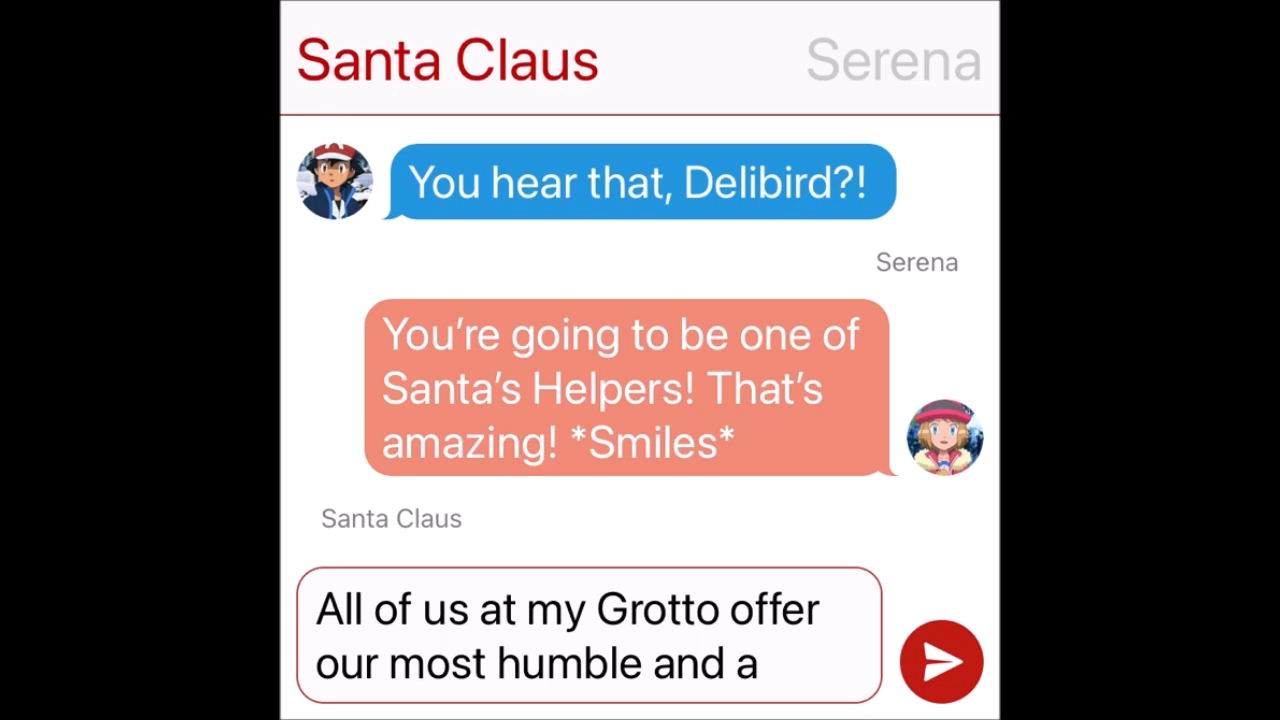 Santa Claus Serena
You hear that, Delibird?!
Serena
You’re going to be one of
Santa’s Helpers! That’s
amazing! *Smiles*
Santa Claus
All of us at my Grotto offer
our most humble and a